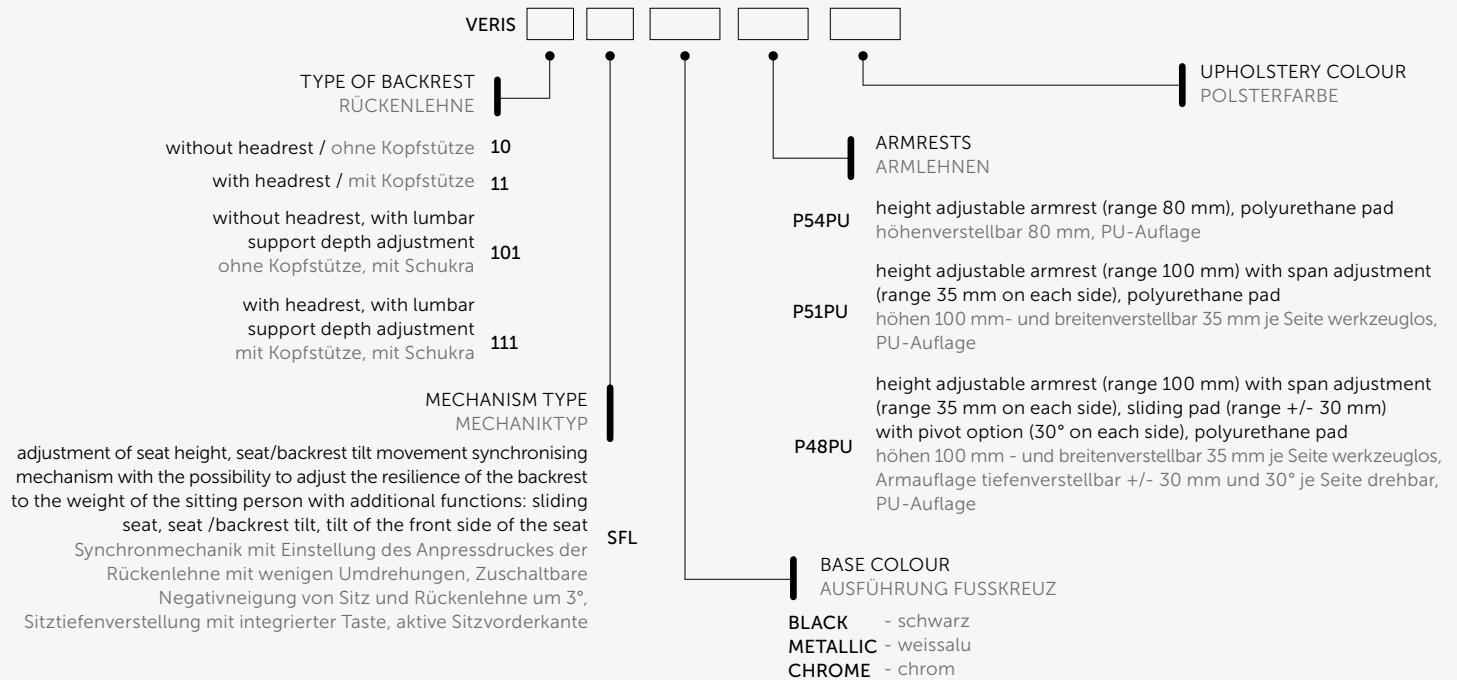 VERIS
TYPE OF BACKREST
RÜCKENLEHNE
without headrest / ohne Kopfstütze 10
with headrest / mit Kopfstütze 11
without headrest, with lumbar
support depth adjustment
ohne Kopfstütze, mit Schukra
101
with headrest, with lumbar
support depth adjustment
mit Kopfstütze, mit Schukra
111
MECHANISM TYPE
MECHANIKTYP
adjustment of seat height, seat/backrest tilt movement synchronising
mechanism with the possibility to adjust the resilience of the backrest
to the weight of the sitting person with additional functions: sliding
seat, seat /backrest tilt, tilt of the front side of the seat
Synchronmechanik mit Einstellung des Anpressdruckes der
Rückenlehne mit wenigen Umdrehungen, Zuschaltbare
Negativneigung von Sitz und Rückenlehne um 3°,
Sitztiefenverstellung mit integrierter Taste, aktive Sitzvorderkante
SFL
UPHOLSTERY COLOUR
POLSTERFARBE
ARMRESTS
ARMLEHNEN
P54PU
height adjustable armrest (range 80 mm), polyurethane pad
höhenverstellbar 80 mm, PU-Auflage
P51PU
height adjustable armrest (range 100 mm) with span adjustment
(range 35 mm on each side), polyurethane pad
höhen 100 mm- und breitenverstellbar 35 mm je Seite werkzeuglos,
PU-Auflage
P48PU
height adjustable armrest (range 100 mm) with span adjustment
(range 35 mm on each side), sliding pad (range +/- 30 mm)
with pivot option (30° on each side), polyurethane pad
höhen 100 mm - und breitenverstellbar 35 mm je Seite werkzeuglos,
Armauflage tiefenverstellbar +/- 30 mm und 30° je Seite drehbar,
PU-Auflage
BASE COLOUR
AUSFÜHRUNG FUSSKREUZ
BLACK - schwarz
METALLIC - weissalu
CHROME - chrom